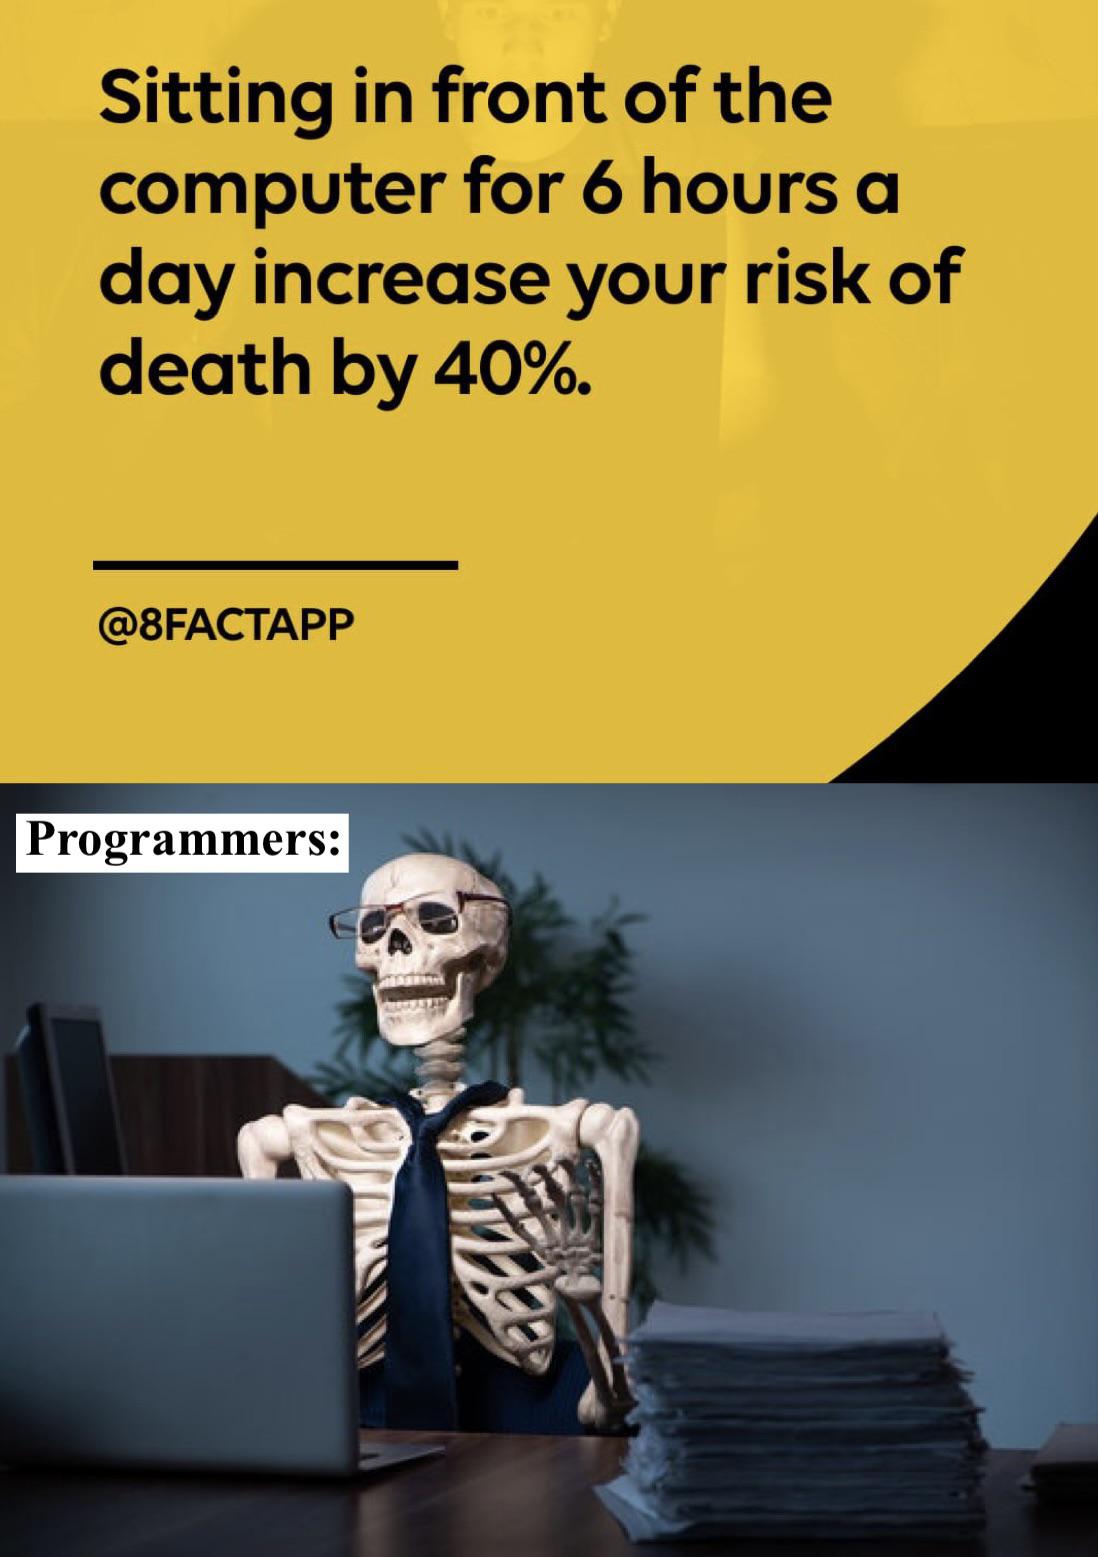 Sitting in front of the
computer for 6 hours a
day increase your risk of
death by 40%.
@8FACTAPP
Programmers: